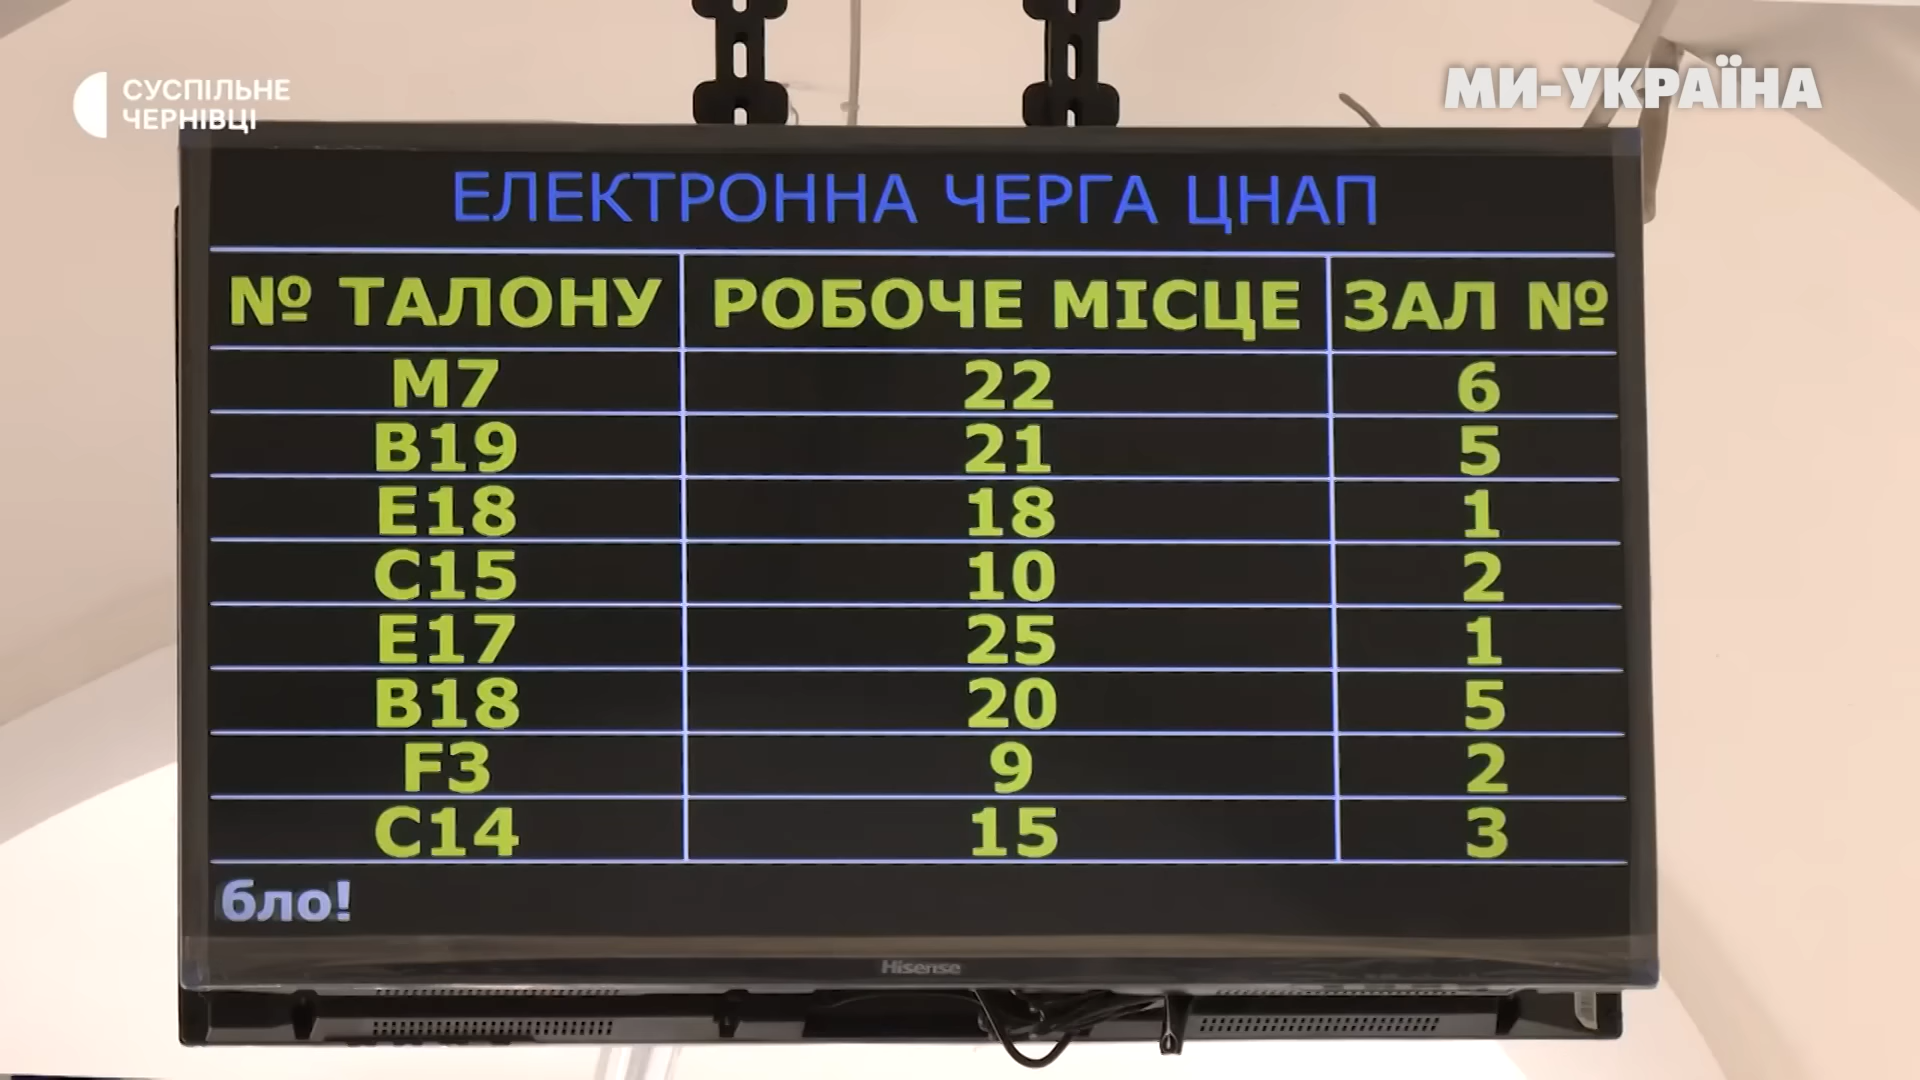 СУСПІЛЬНЕ
ЧЕРНІВЦІ
МИ-УКРАЇНА
ЕЛЕКТРОННА ЧЕРГА ЦНАП
№ ТАЛОНУ РОБОЧЕ МІСЦЕ ЗАЛ №
M7 22 6
B19 21 5
E18 18 1
C15 10 2
E17 25 1
B18 20 5
F3 9 2
C14 15 3
бло!
Hisense